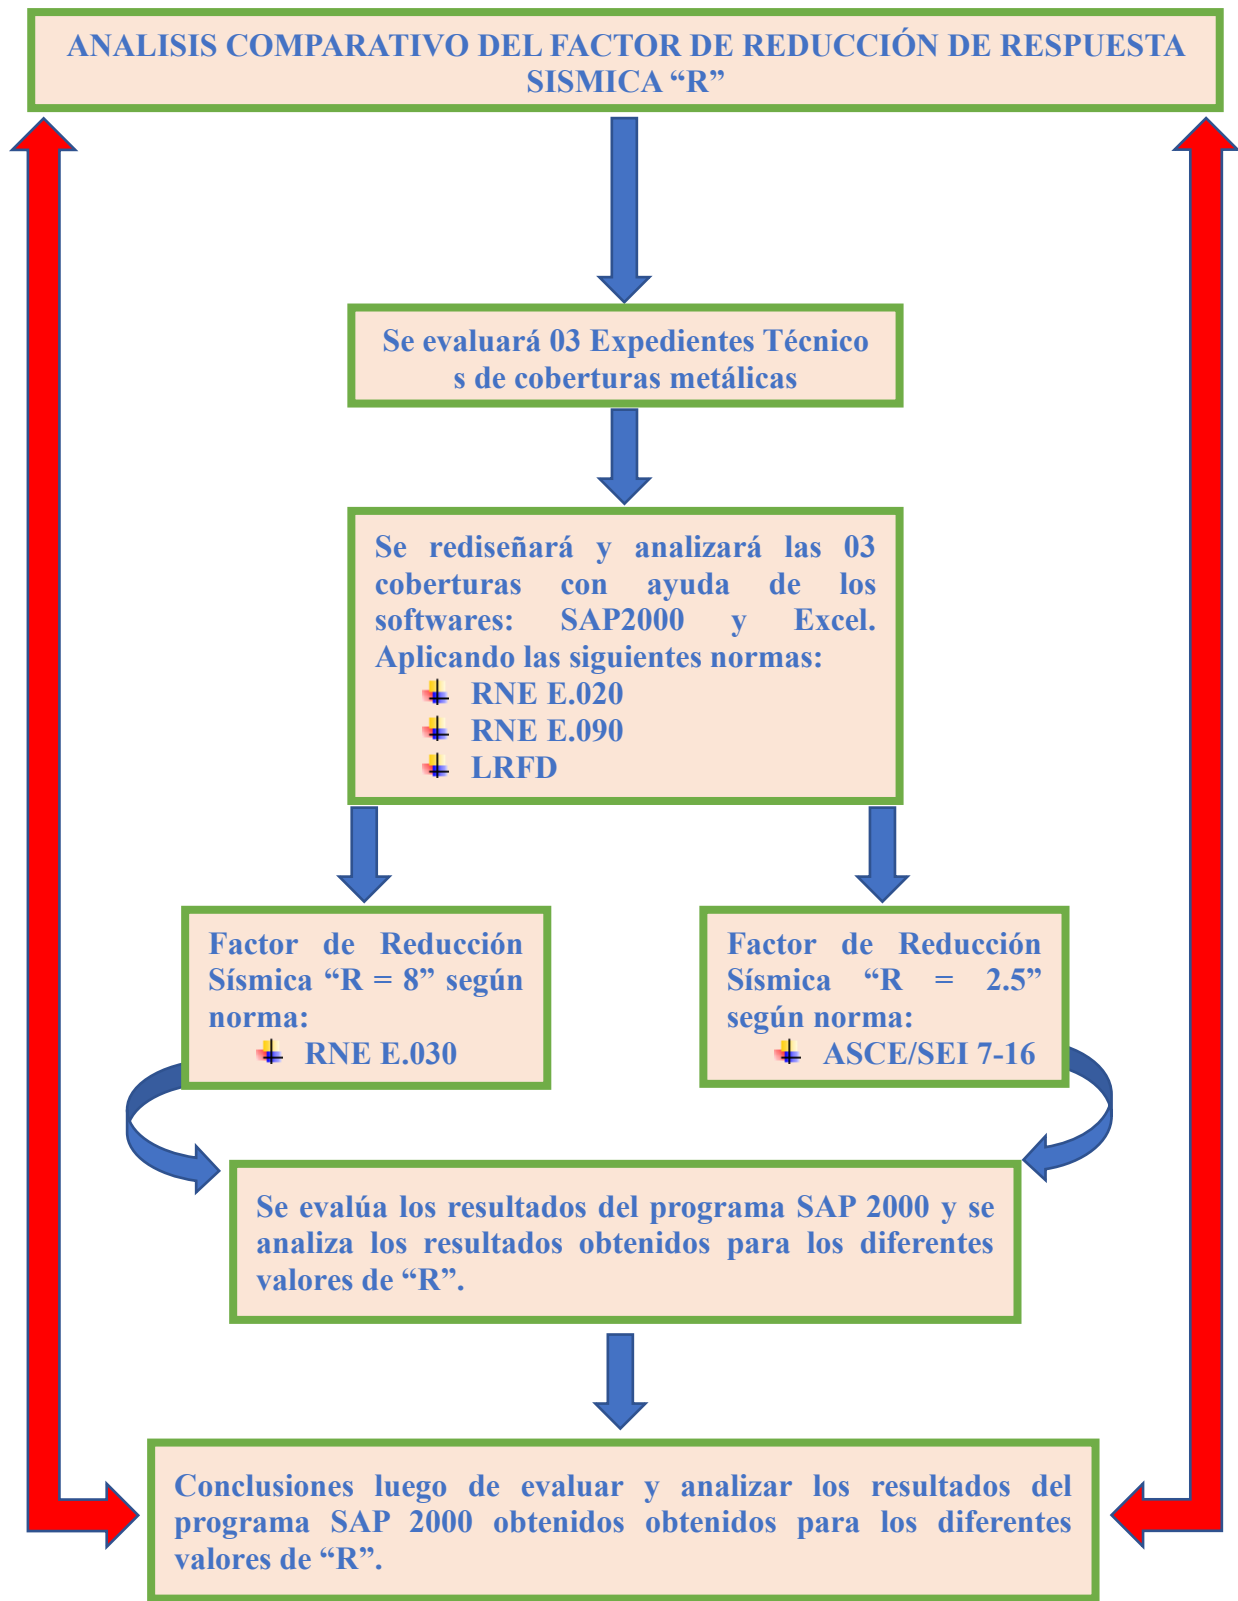 ANALISIS COMPARATIVO DEL FACTOR DE REDUCCIÓN DE RESPUESTA
SISMICA “R”
Se evaluará 03 Expedientes Técnico
s de coberturas metálicas
Se rediseñará y analizará las 03
coberturas con ayuda de los
softwares: SAP2000 y Excel.
Aplicando las siguientes normas:
RNE E.020
RNE E.090
LRFD
Factor de Reducción
Sísmica “R = 8” según
norma:
RNE E.030
Factor de Reducción
Sísmica “R = 2.5”
según norma:
ASCE/SEI 7-16
Se evalúa los resultados del programa SAP 2000 y se
analiza los resultados obtenidos para los diferentes
valores de “R”.
Conclusiones luego de evaluar y analizar los resultados del
programa SAP 2000 obtenidos obtenidos para los diferentes
valores de “R”.